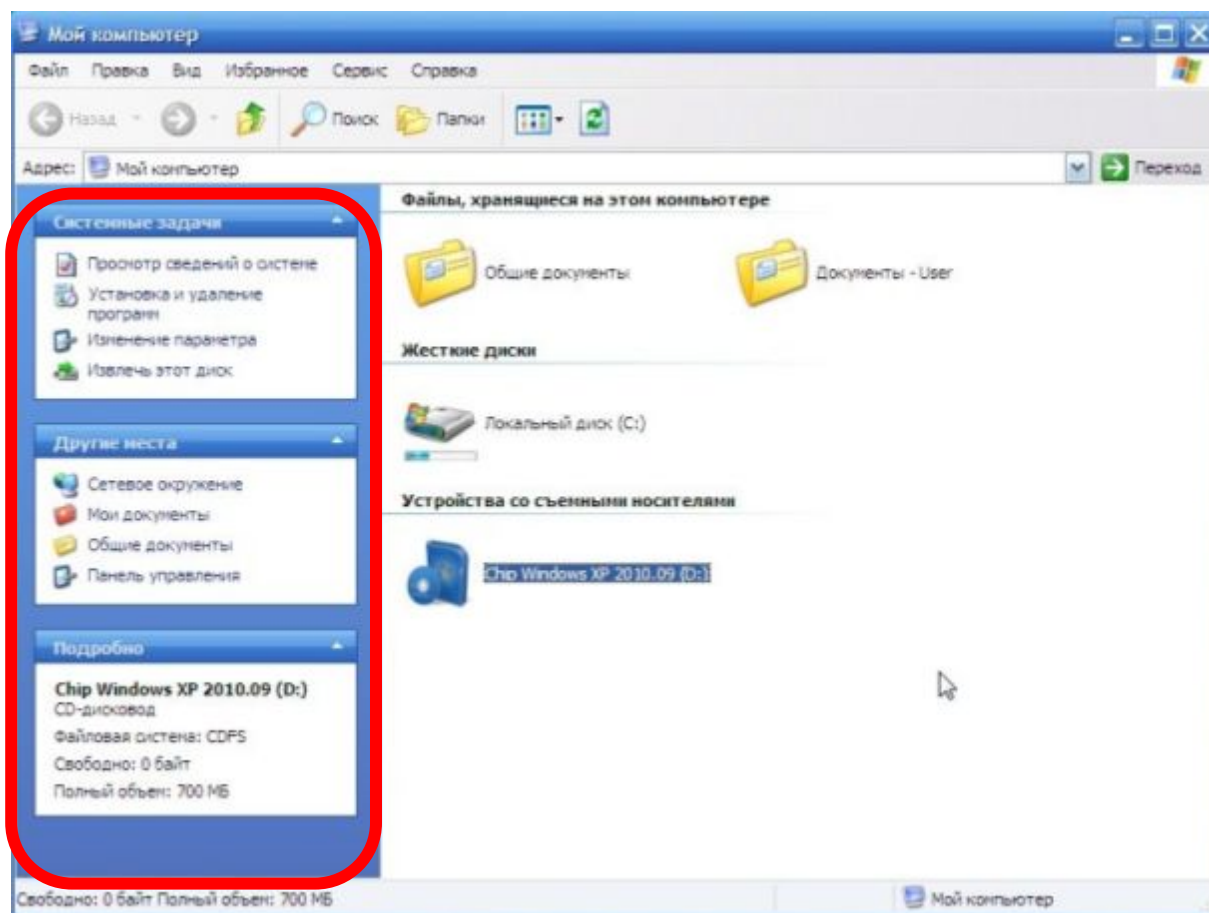 Мой компьютер
Файл Правка Вид Избранное Сервис Справка
Назад Поиск Папки
Адрес: Мой компьютер Переход
Системные задачи
Просмотр сведений о системе
Установка и удаление
программ
Изменение параметра
Извлечь этот диск
Другие места
Сетевое окружение
Мои документы
Общие документы
Панель управления
Подробно
Chip Windows XP 2010.09 (D:)
CD-дисковод
Файловая система: CDFS
Свободно: 0 байт
Полный объем: 700 МБ
Файлы, хранящиеся на этом компьютере
Общие документы Документы - User
Жесткие диски
Локальный диск (C:)
Устройства со съемными носителями
Chip Windows XP 2010.09 (D:)
Свободно: 0 байт Полный объем: 700 МБ Мой компьютер